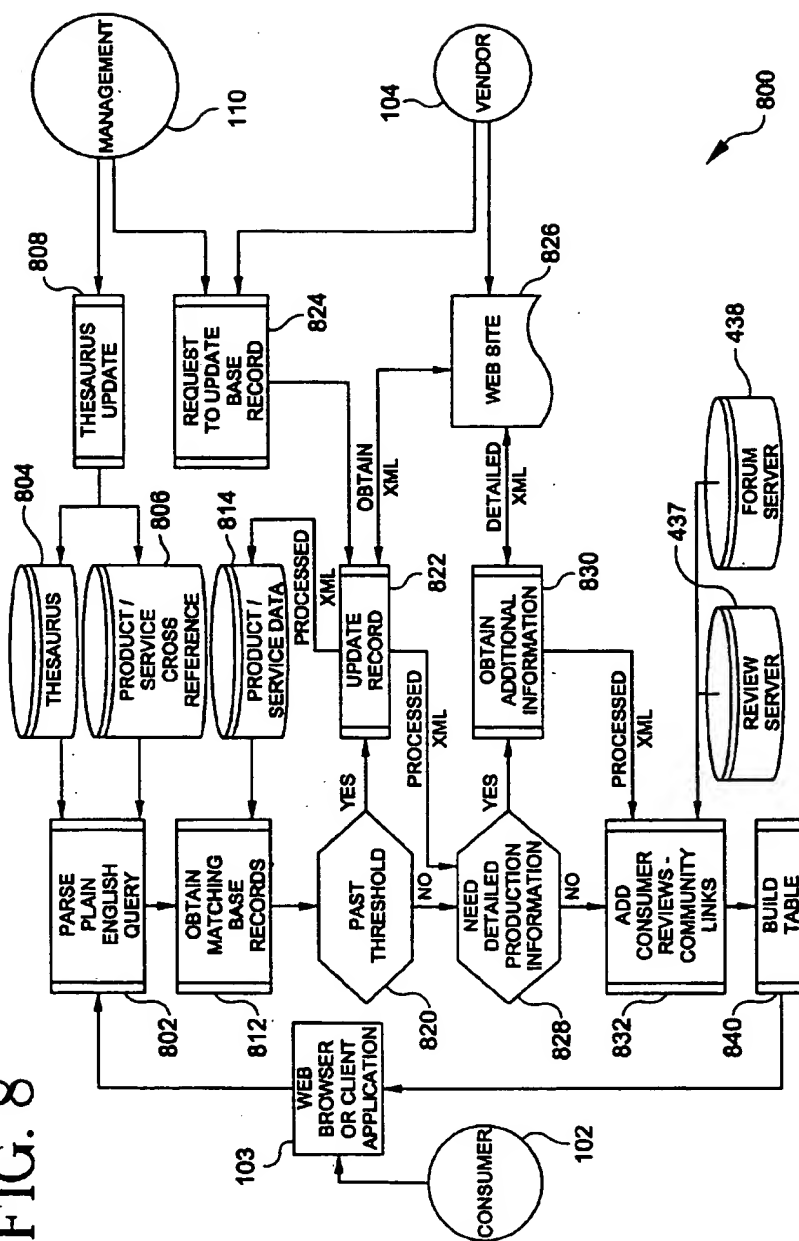 FIG. 8
CONSUMER
102
WEB
BROWSER
OR CLIENT
APPLICATION
103
PARSE
PLAIN
ENGLISH
QUERY
802
THESAURUS
804
PRODUCT /
SERVICE
CROSS
REFERENCE
806
THESAURUS
UPDATE
808
MANAGEMENT
110
OBTAIN
MATCHING
BASE
RECORDS
812
PRODUCT /
SERVICE DATA
814
REQUEST
TO UPDATE
BASE
RECORD
824
PROCESSED
XML
PAST
THRESHOLD
820
YES
NO
UPDATE
RECORD
822
OBTAIN
XML
VENDOR
104
WEB SITE
826
PROCESSED
XML
NEED
DETAILED
PRODUCTION
INFORMATION
828
YES
NO
OBTAIN
ADDITIONAL
INFORMATION
830
DETAILED
XML
PROCESSED
XML
ADD
CONSUMER
REVIEWS -
COMMUNITY
LINKS
832
REVIEW
SERVER
437
FORUM
SERVER
438
BUILD
TABLE
840
800